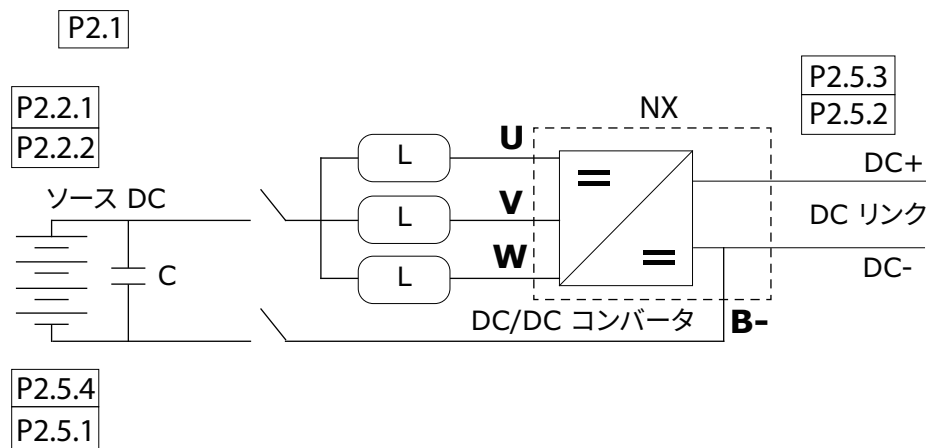 P2.1
P2.2.1
P2.2.2
P2.5.3
P2.5.2
NX
U
L
V
L
W
L
ソース DC
C
DC+
DC リンク
DC-
DC/DC コンバータ
B-
P2.5.4
P2.5.1